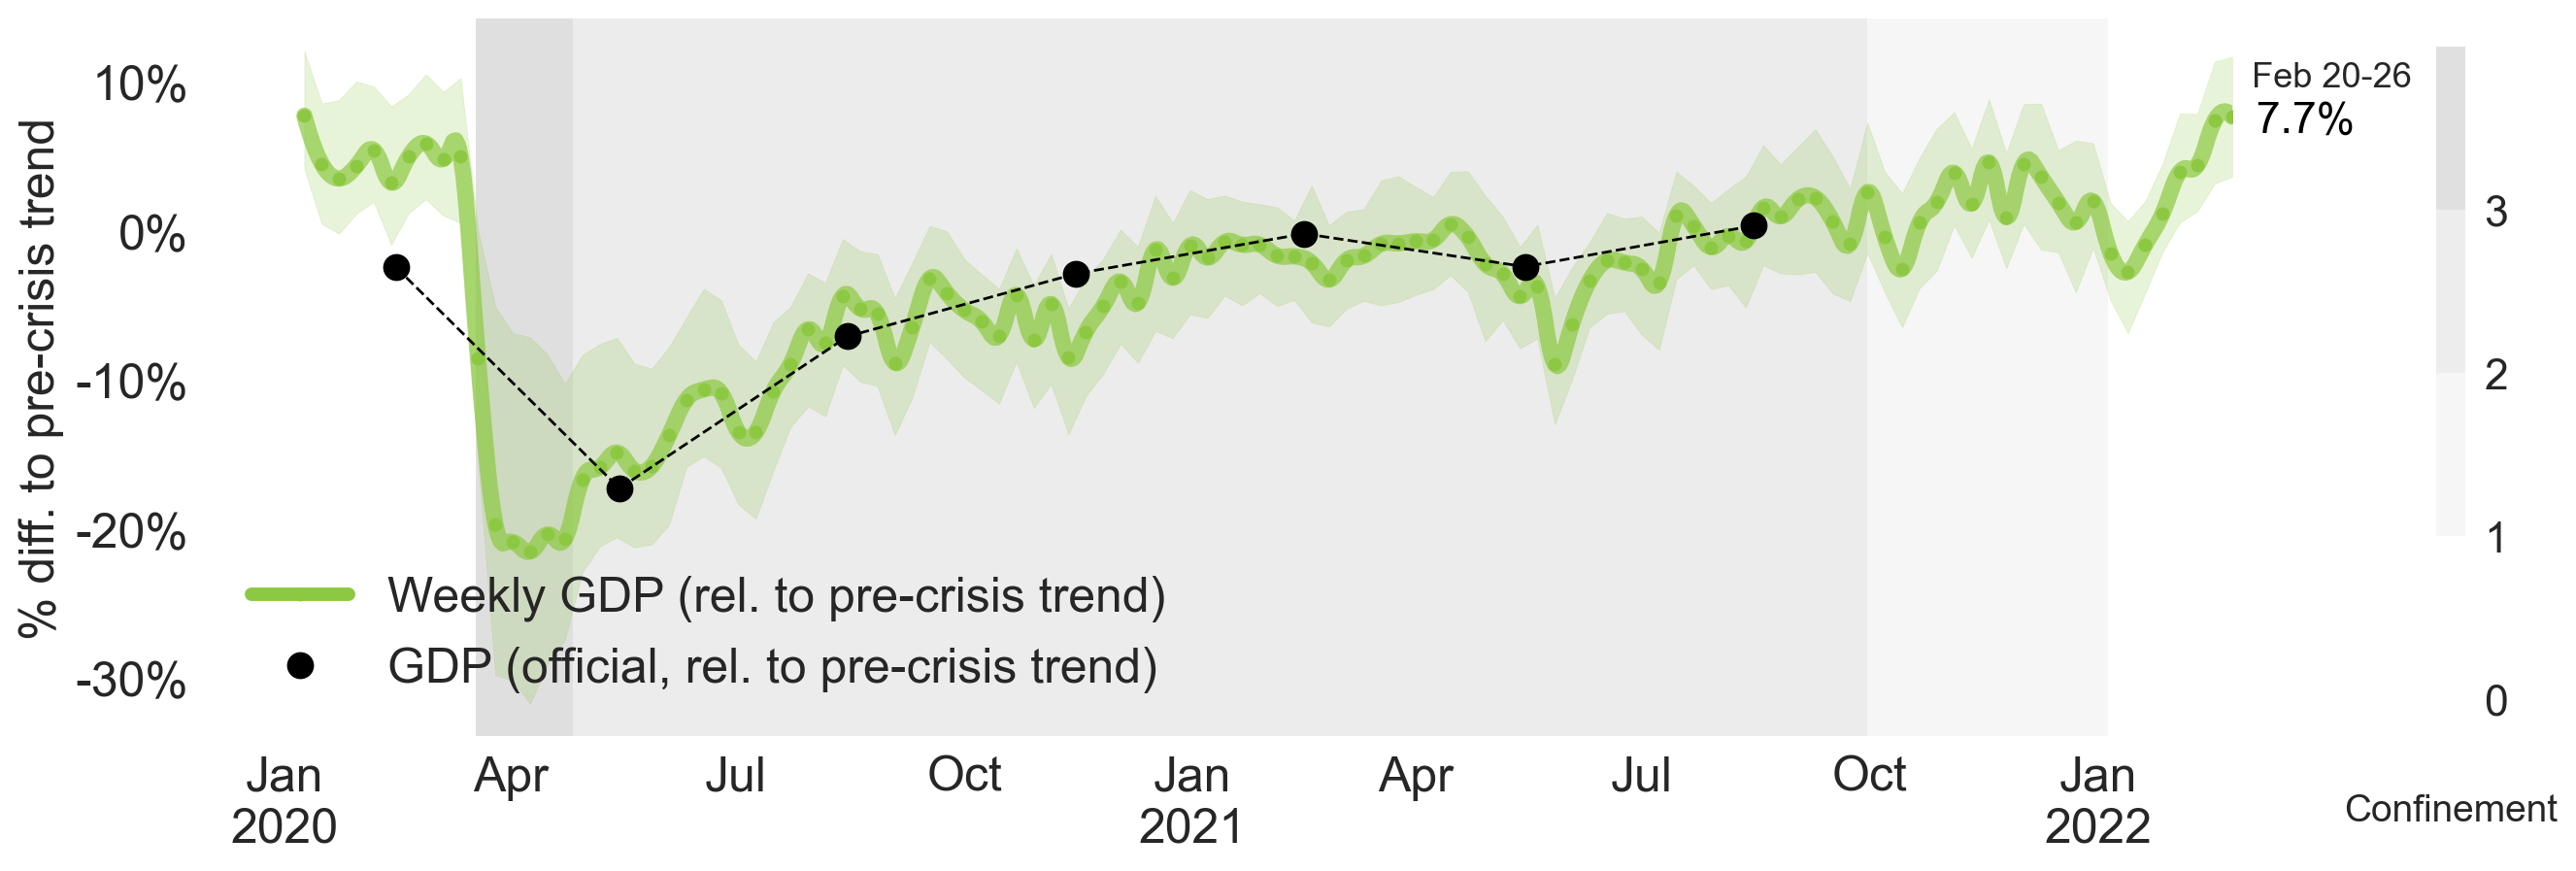 % diff. to pre-crisis trend
10%
0%
-10%
-20%
-30%
Feb 20-26
7.7%
3
2
1
0
Weekly GDP (rel. to pre-crisis trend)
GDP (official, rel. to pre-crisis trend)
Jan Apr Jul Oct Jan Apr Jul Oct Jan
2020 2021 2022
Confinement